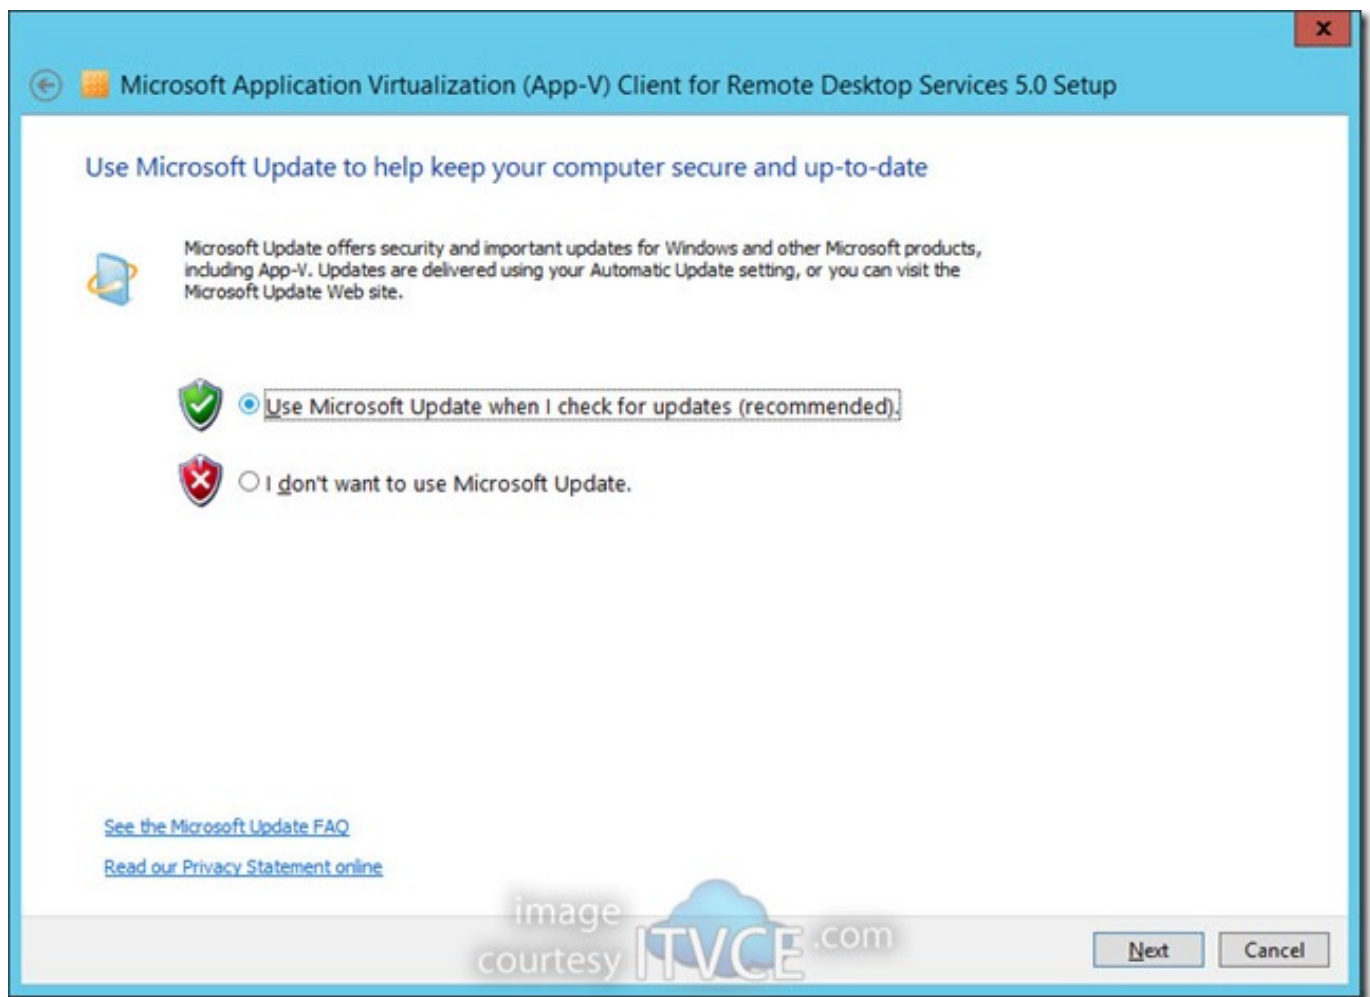 x
Microsoft Application Virtualization (App-V) Client for Remote Desktop Services 5.0 Setup
Use Microsoft Update to help keep your computer secure and up-to-date
Microsoft Update offers security and important updates for Windows and other Microsoft products,
including App-V. Updates are delivered using your Automatic Update setting, or you can visit the
Microsoft Update Web site.
Use Microsoft Update when I check for updates (recommended).
I don't want to use Microsoft Update.
See the Microsoft Update FAQ
Read our Privacy Statement online
image
courtesy ITVCE.com
Next Cancel